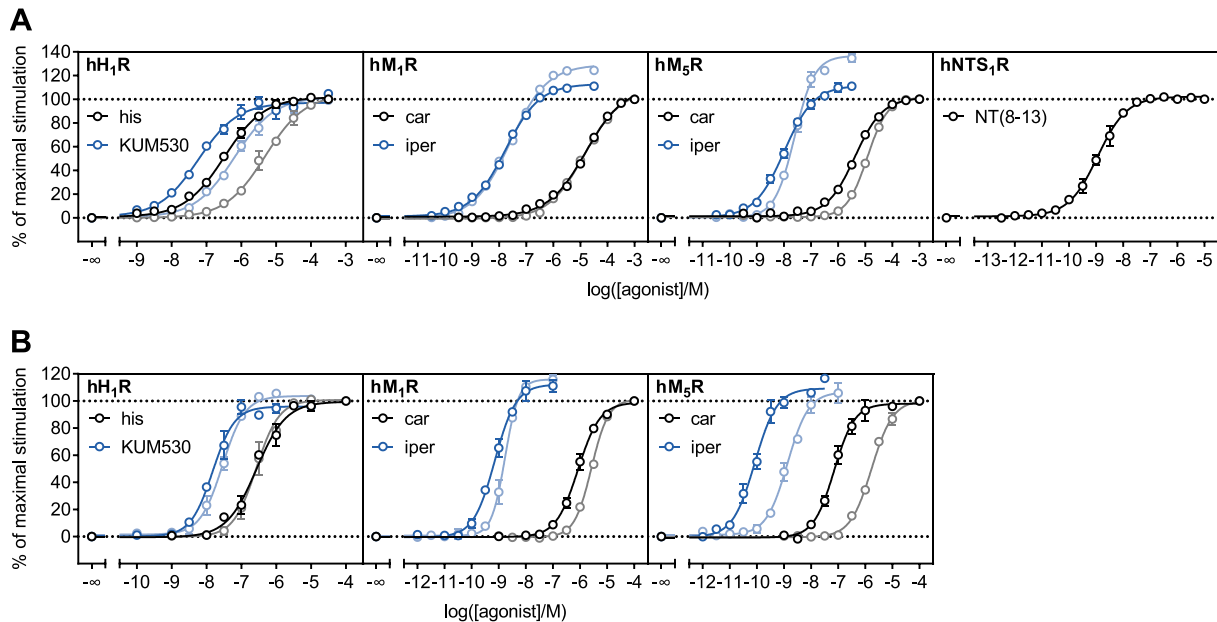 A
hH1R
hM1R
hM5R
hNTS1R
his
KUM530
car
iper
car
iper
NT(8-13)
% of maximal stimulation
140
120
100
80
60
40
20
0
-∞ -10 -9 -8 -7 -6 -5 -4 -3
-∞ -11 -10 -9 -8 -7 -6 -5 -4 -3
-∞ -11 -10 -9 -8 -7 -6 -5 -4 -3
-∞ -13 -12 -11 -10 -9 -8 -7 -6 -5
log([agonist]/M)
B
hH1R
hM1R
hM5R
his
KUM530
car
iper
car
iper
% of maximal stimulation
120
100
80
60
40
20
0
-∞ -10 -9 -8 -7 -6 -5 -4
-∞ -12 -11 -10 -9 -8 -7 -6 -5 -4
-∞ -12 -11 -10 -9 -8 -7 -6 -5 -4
log([agonist]/M)